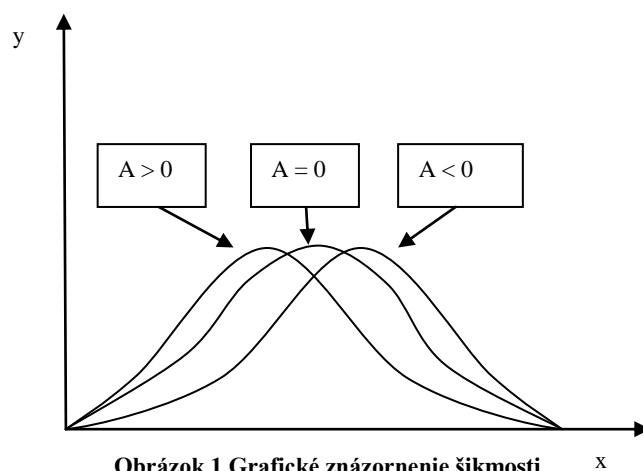 y
A > 0
A = 0
A < 0
x
Obrázok 1 Grafické znázornenie šikmosti